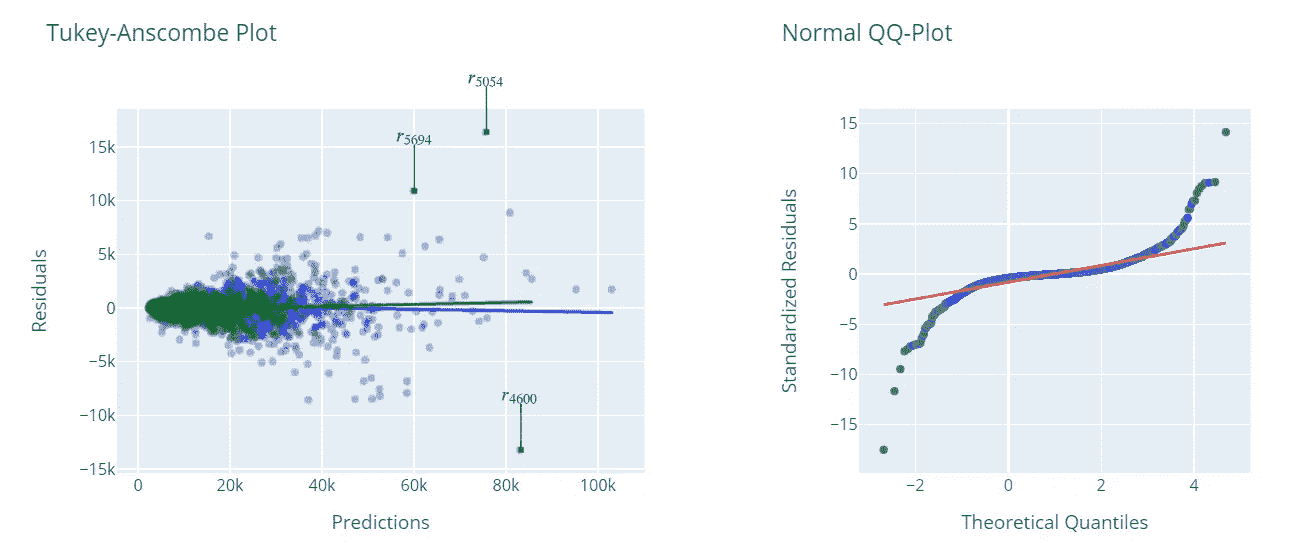 Tukey-Anscombe Plot
r5054
r5694
r4600
15k
10k
5k
0
−5k
−10k
−15k
0 20k 40k 60k 80k 100k
Residuals
Predictions
Normal QQ-Plot
15
10
5
0
−5
−10
−15
−2 0 2 4
Standardized Residuals
Theoretical Quantiles